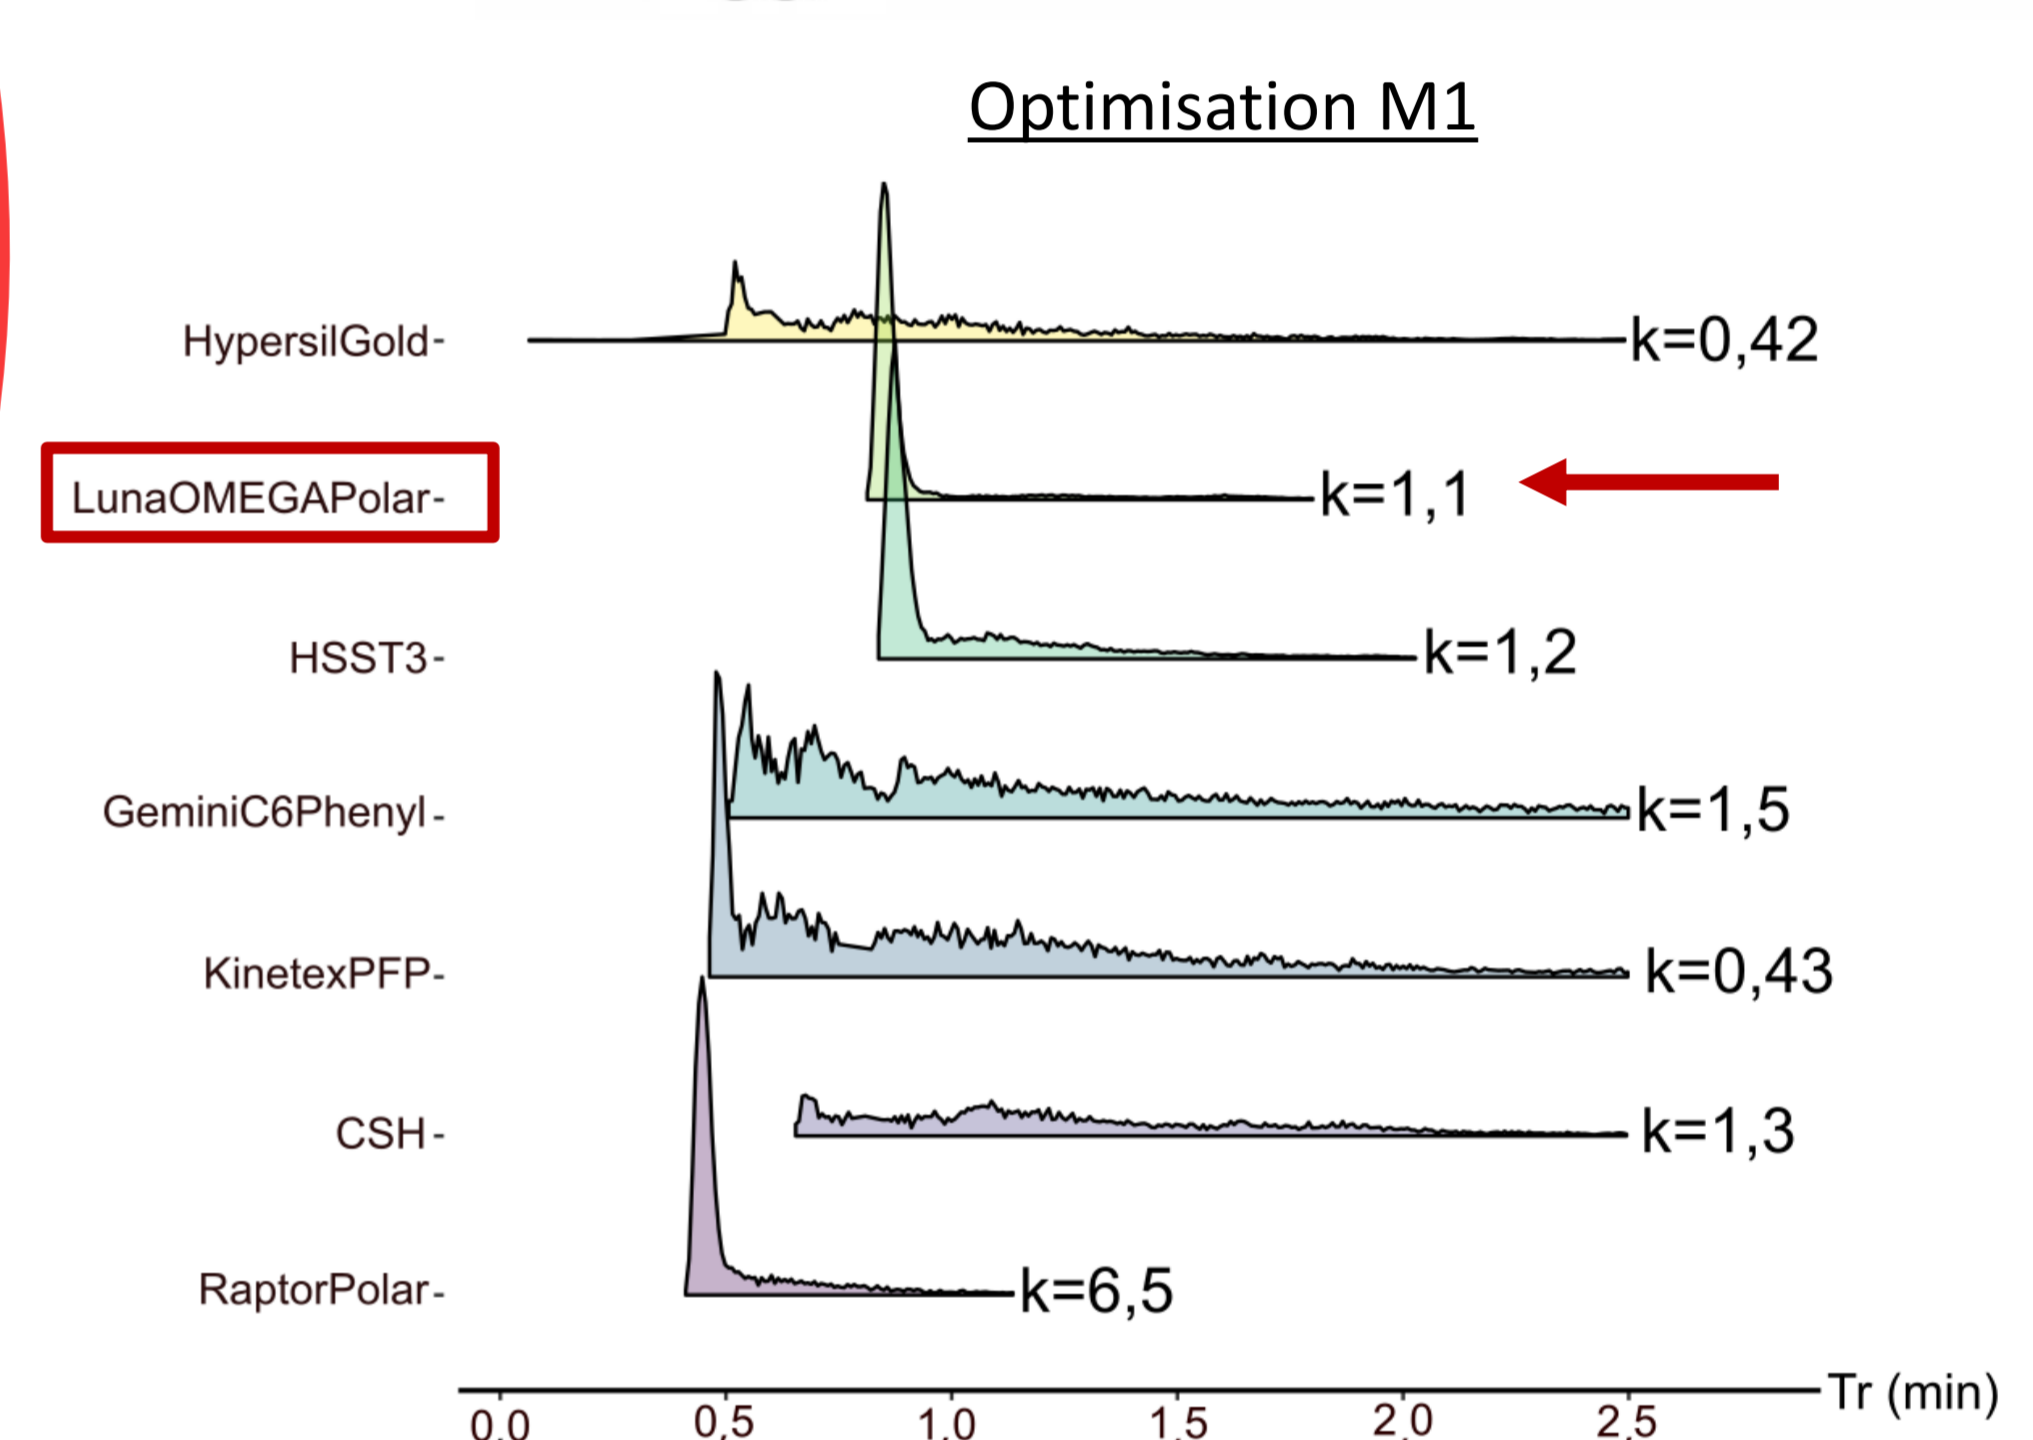 Optimisation M1
HypersilGold
k=0,42
LunaOMEGAPolar
k=1,1
HSST3
k=1,2
GeminiC6Phenyl
k=1,5
KinetexPFP
k=0,43
CSH
k=1,3
RaptorPolar
k=6,5
Tr (min)
0,0 0,5 1,0 1,5 2,0 2,5